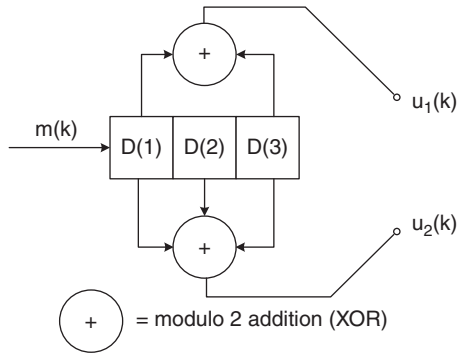 +
u₁(k)
m(k)
D(1) D(2) D(3)
+
u₂(k)
+ = modulo 2 addition (XOR)